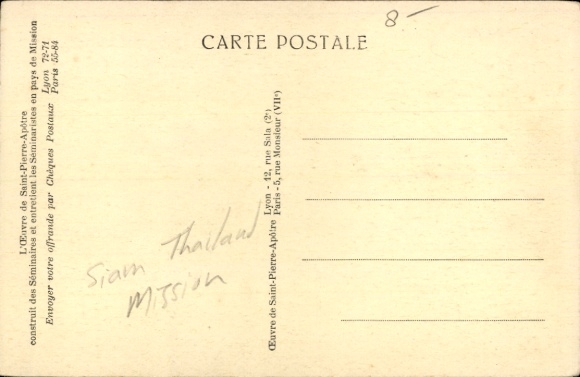 8 —
CARTE POSTALE
L'Œuvre de Saint-Pierre-Apôtre
construit des Séminaires et entretient les Séminaristes en pays de Mission
Envoyer votre offrande par Chèques Postaux Lyon 72-71
Paris 55-84
Siam Thailand
Mission
Œuvre de Saint-Pierre-Apôtre Lyon - 12, rue Sala (2e)
Paris - 5, rue Monsieur (VIIe)